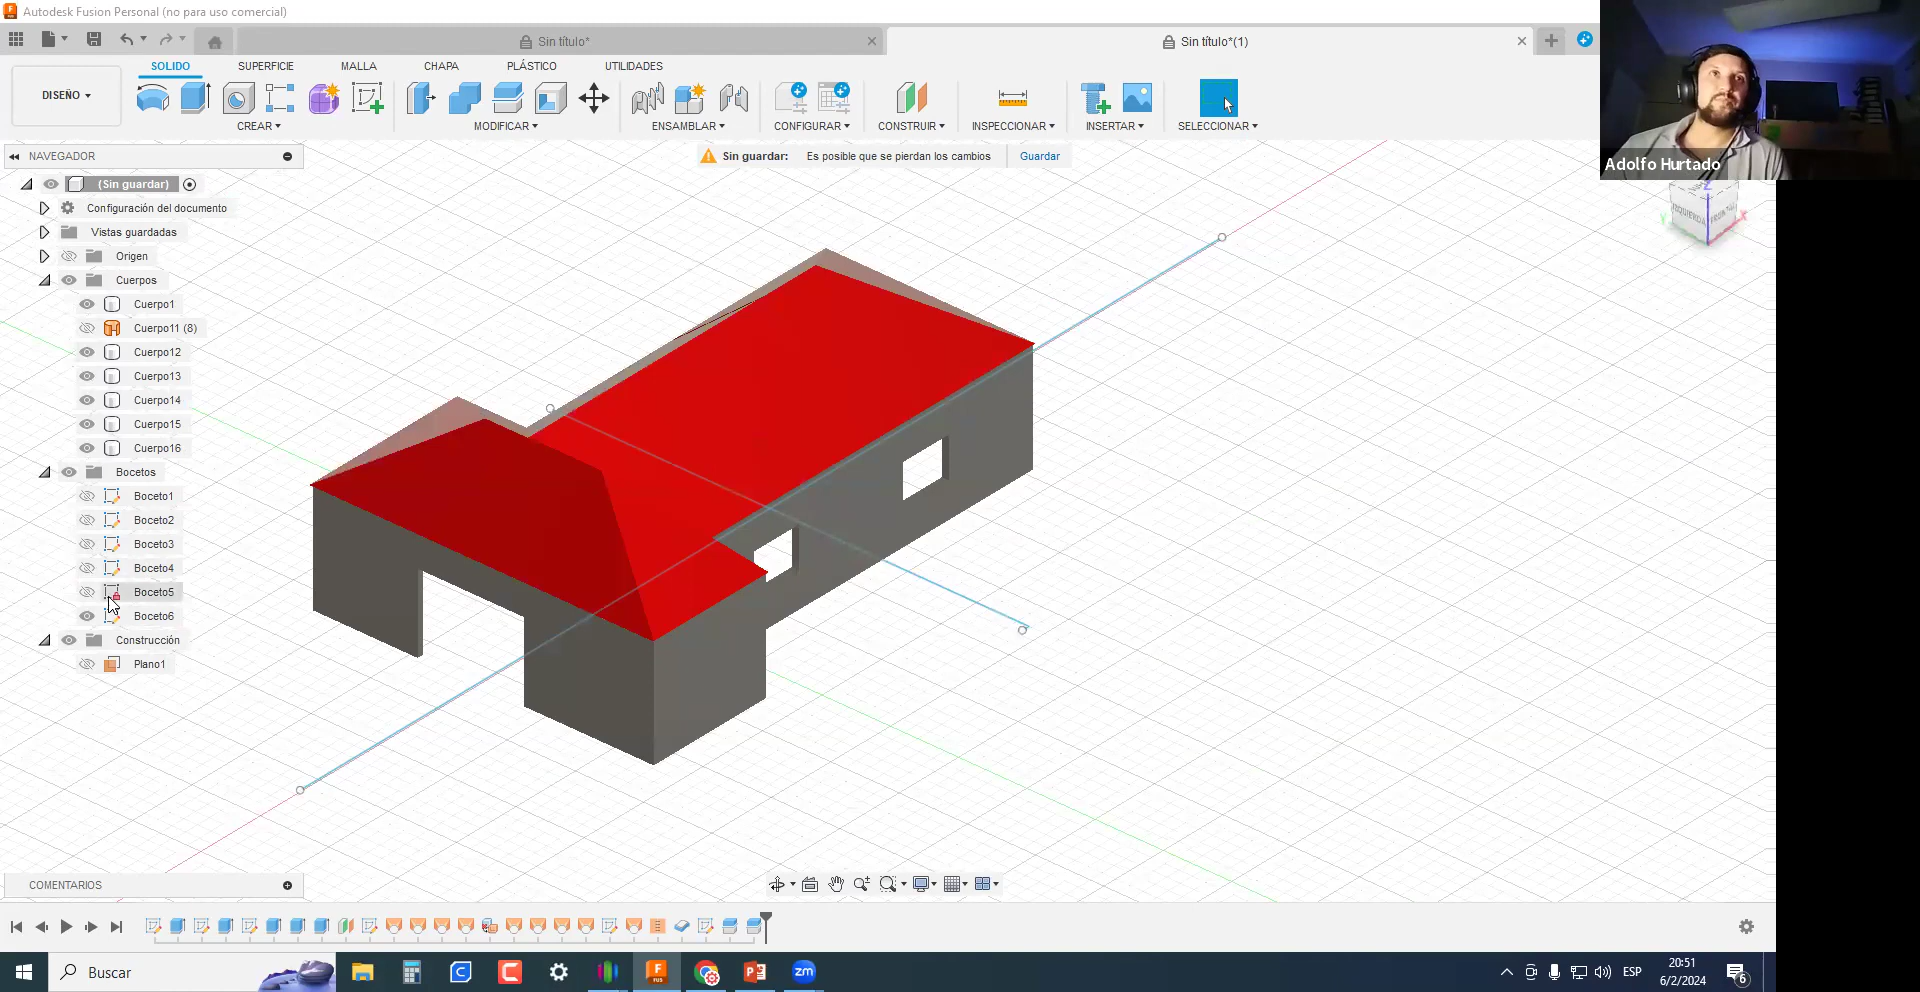 Autodesk Fusion Personal (no para uso comercial)
Sin título*
Sin título*(1)
DISEÑO
SOLIDO
SUPERFICIE
MALLA
CHAPA
PLÁSTICO
UTILIDADES
CREAR
MODIFICAR
ENSAMBLAR
CONFIGURAR
CONSTRUIR
INSPECCIONAR
INSERTAR
SELECCIONAR
Adolfo Hurtado
NAVEGADOR
Sin guardar:
Es posible que se pierdan los cambios
Guardar
(Sin guardar)
Configuración del documento
Vistas guardadas
Origen
Cuerpos
Cuerpo1
Cuerpo11 (8)
Cuerpo12
Cuerpo13
Cuerpo14
Cuerpo15
Cuerpo16
Bocetos
Boceto1
Boceto2
Boceto3
Boceto4
Boceto5
Boceto6
Construcción
Plano1
Z
IZQUIERDA
X
Y
COMENTARIOS
Buscar
zm
ESP
20:51
6/2/2024
6